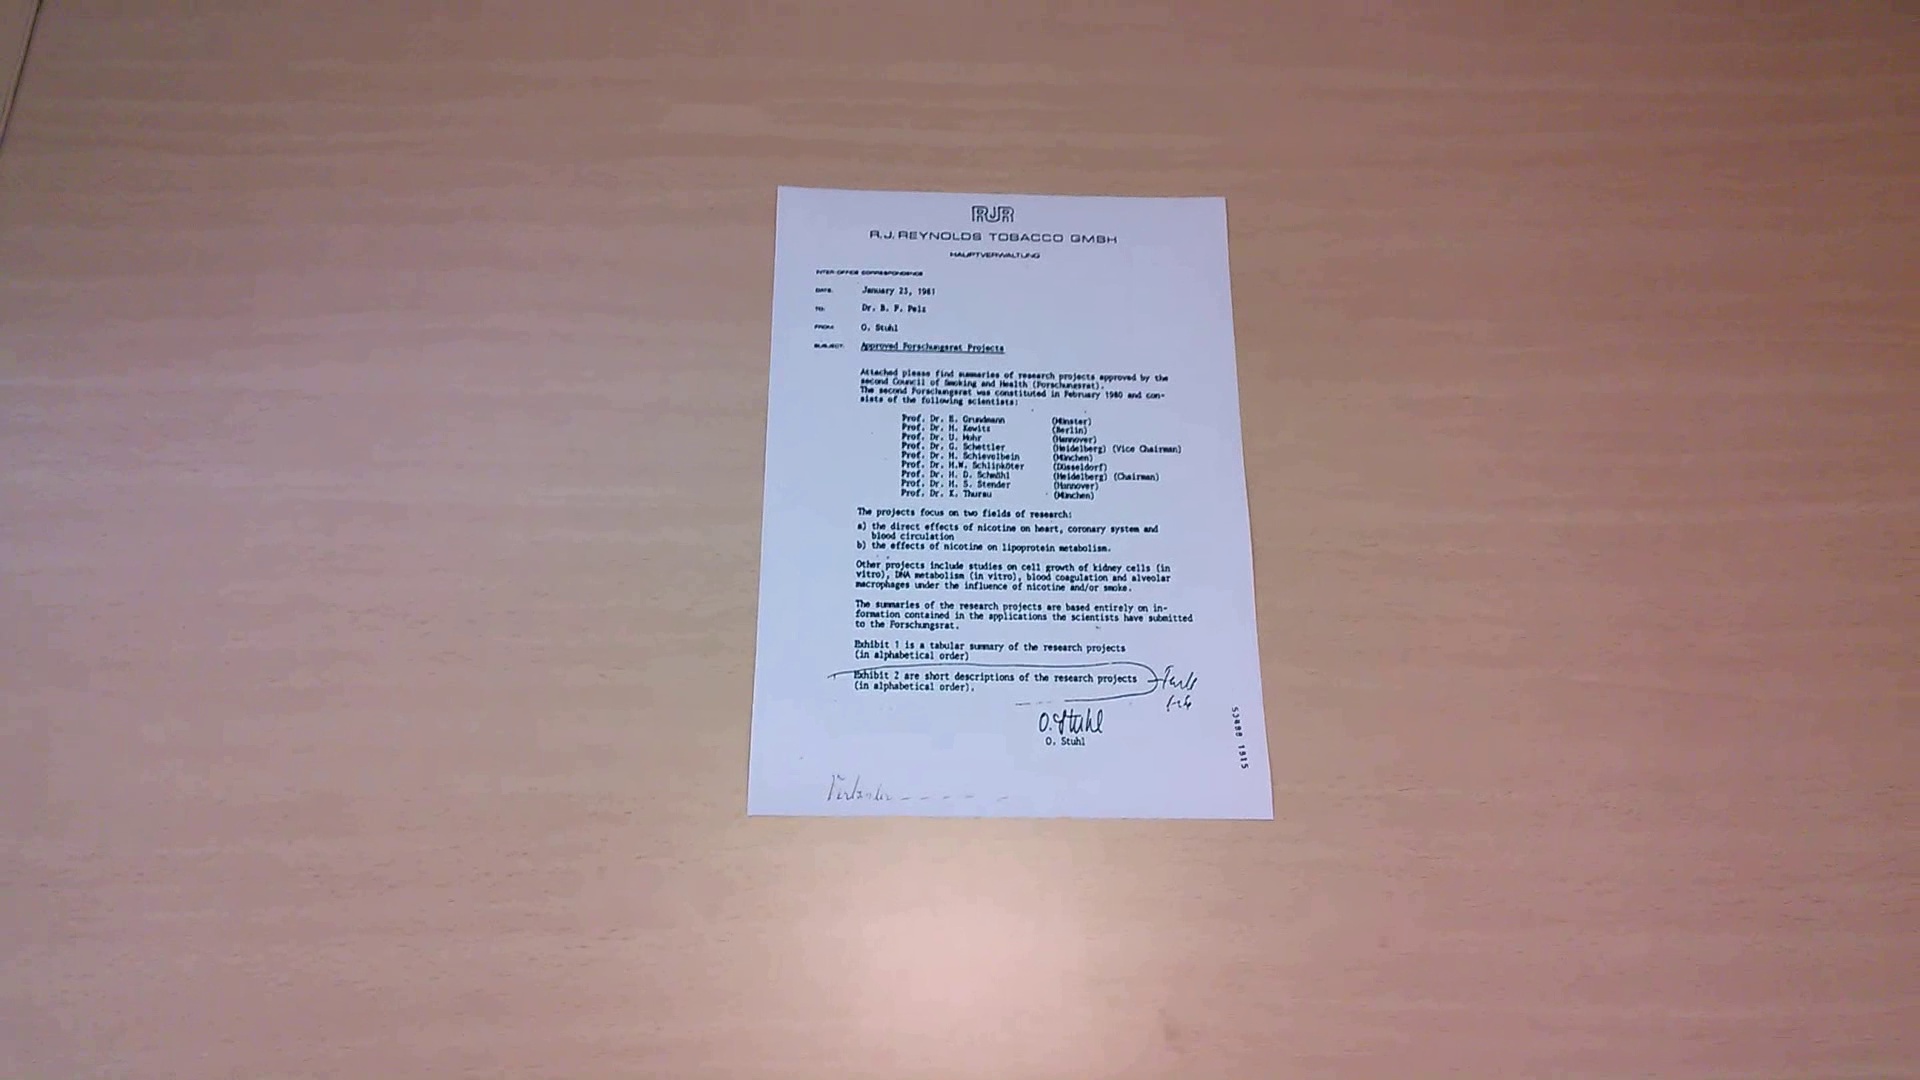 RJR
R.J. REYNOLDS TOBACCO GMBH
HAUPTVERWALTUNG
INTER-OFFICE CORRESPONDENCE
DATE: January 23, 1981
TO: Dr. B. F. Pelz
FROM: O. Stuhl
SUBJECT: Approved Forschungsrat Projects
Attached please find summaries of research projects approved by the
second Council of Smoking and Health (Forschungsrat).
The second Forschungsrat was constituted in February 1980 and con-
sists of the following scientists:
Prof. Dr. E. Grundmann (Münster)
Prof. Dr. H. Kewitz (Berlin)
Prof. Dr. U. Mohr (Hannover)
Prof. Dr. G. Schettler (Heidelberg) (Vice Chairman)
Prof. Dr. H. Schievelbein (München)
Prof. Dr. H.W. Schlipköter (Düsseldorf)
Prof. Dr. H. D. Schmähl (Heidelberg) (Chairman)
Prof. Dr. H. S. Stender (Hannover)
Prof. Dr. K. Thurau (München)
The projects focus on two fields of research:
a) the direct effects of nicotine on heart, coronary system and
blood circulation
b) the effects of nicotine on lipoprotein metabolism.
Other projects include studies on cell growth of kidney cells (in
vitro), DNA metabolism (in vitro), blood coagulation and alveolar
macrophages under the influence of nicotine and/or smoke.
The summaries of the research projects are based entirely on in-
formation contained in the applications the scientists have submitted
to the Forschungsrat.
Exhibit 1 is a tabular summary of the research projects
(in alphabetical order)
Exhibit 2 are short descriptions of the research projects
(in alphabetical order).
O. Stuhl
O. Stuhl